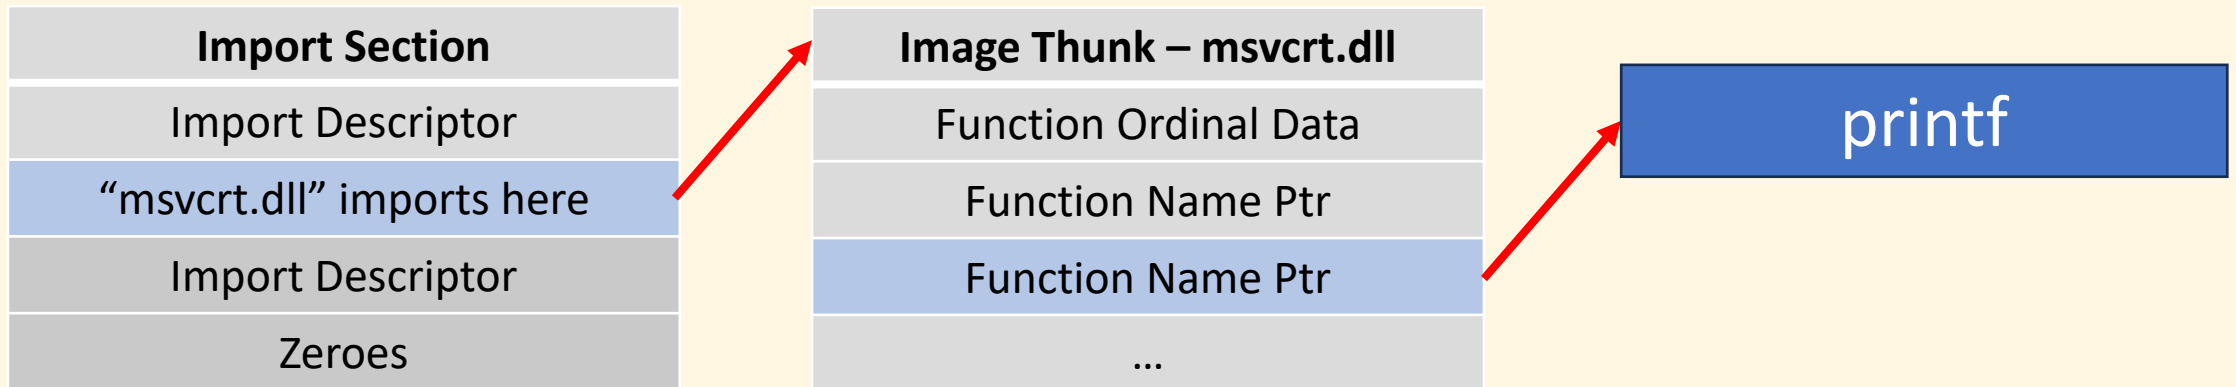 Import Section
Import Descriptor
“msvcrt.dll” imports here
Import Descriptor
Zeroes
Image Thunk – msvcrt.dll
Function Ordinal Data
Function Name Ptr
Function Name Ptr
...
printf